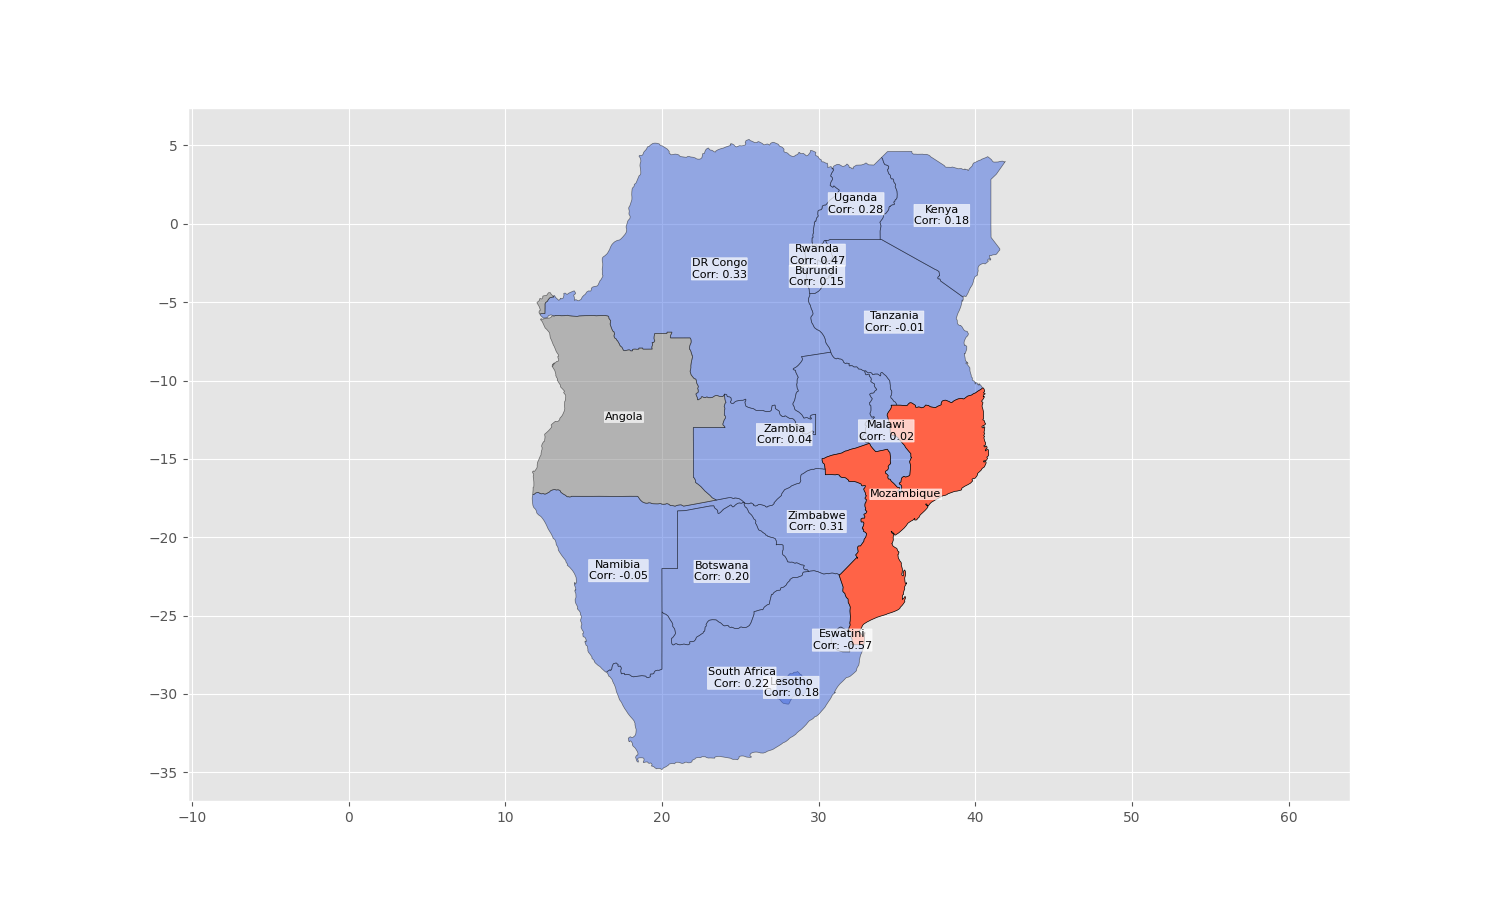 5
0
−5
−10
−15
−20
−25
−30
−35
−10
0
10
20
30
40
50
60
Uganda
Corr: 0.28
Kenya
Corr: 0.18
Rwanda
Corr: 0.47
Burundi
Corr: 0.15
DR Congo
Corr: 0.33
Tanzania
Corr: -0.01
Angola
Zambia
Corr: 0.04
Malawi
Corr: 0.02
Mozambique
Zimbabwe
Corr: 0.31
Namibia
Corr: -0.05
Botswana
Corr: 0.20
Eswatini
Corr: -0.57
South Africa
Corr: 0.22
Lesotho
Corr: 0.18